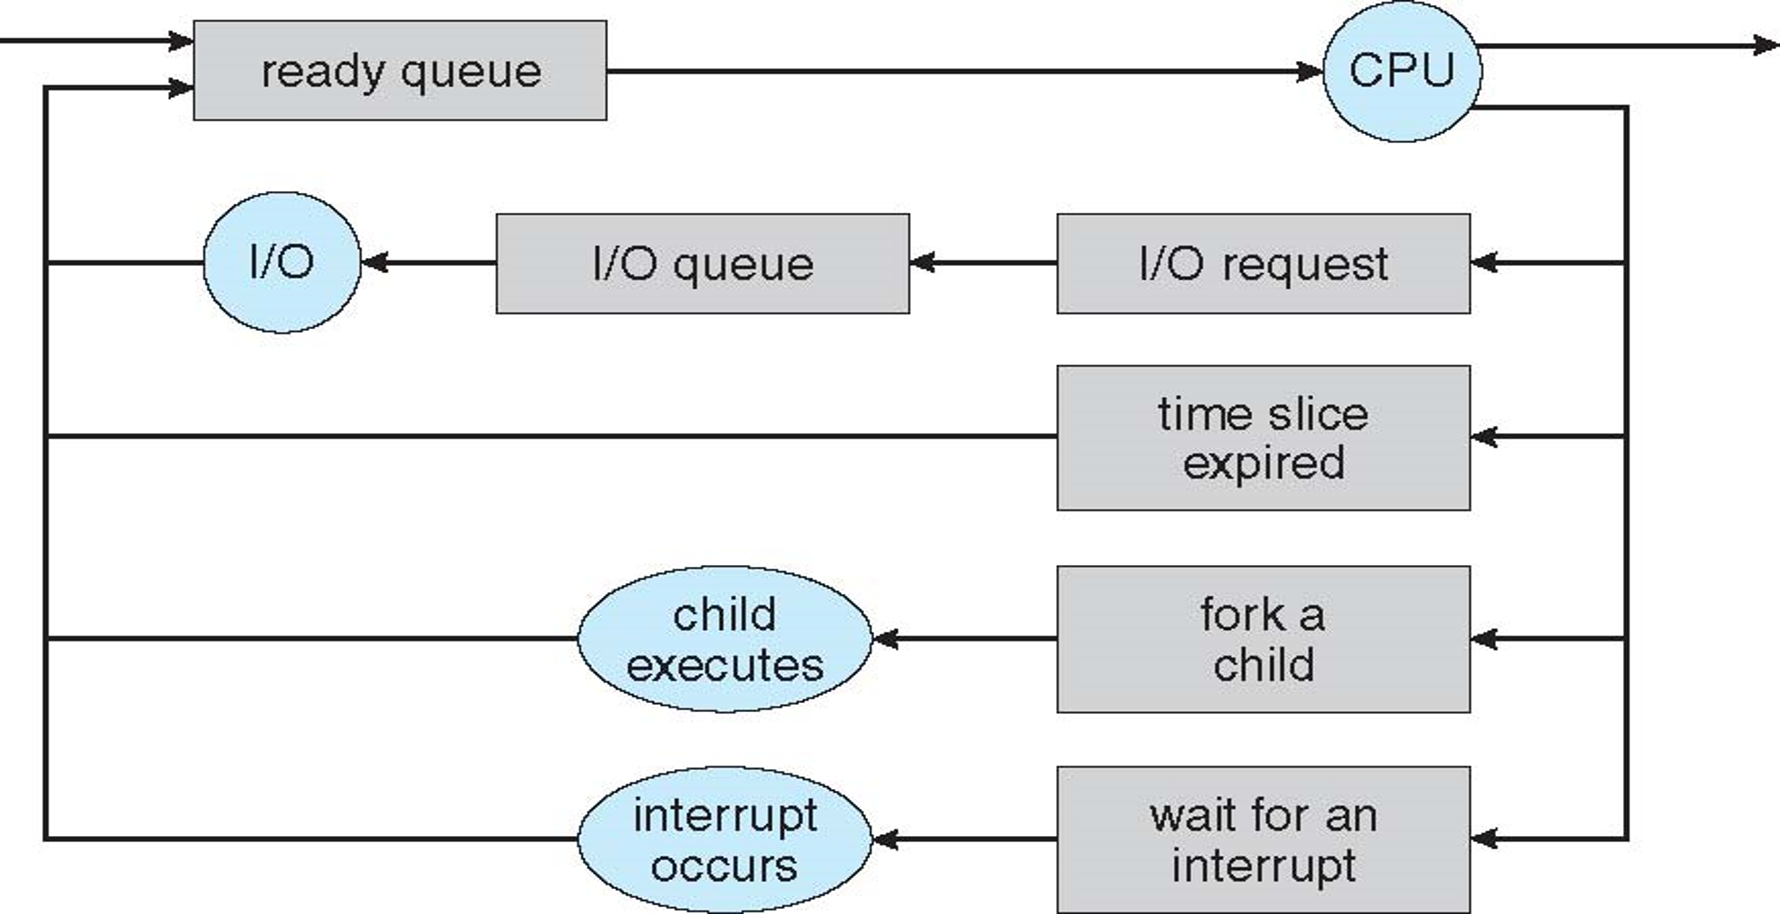 ready queue
CPU
I/O
I/O queue
I/O request
time slice
expired
child
executes
fork a
child
interrupt
occurs
wait for an
interrupt